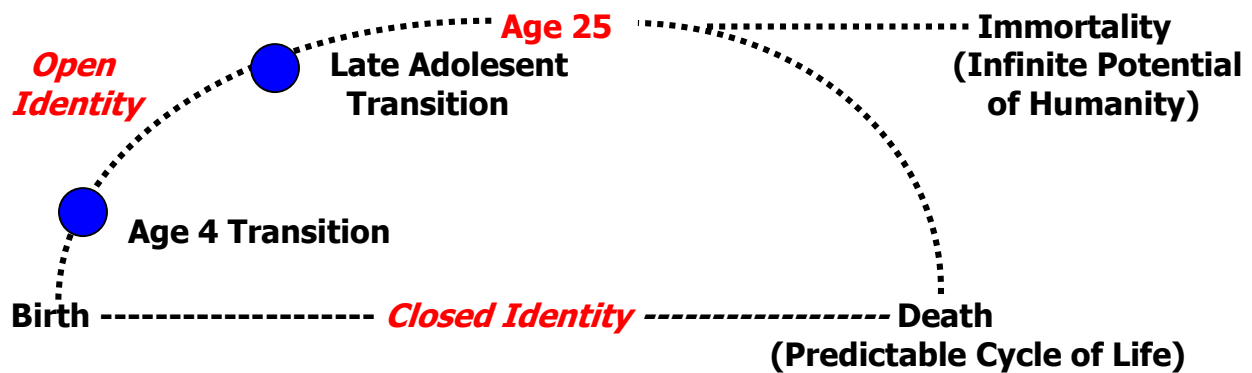 Age 25
Immortality
(Infinite Potential
of Humanity)
Open
Identity
Late Adolesent
Transition
Age 4 Transition
Birth -------------------- Closed Identity ------------------ Death
(Predictable Cycle of Life)